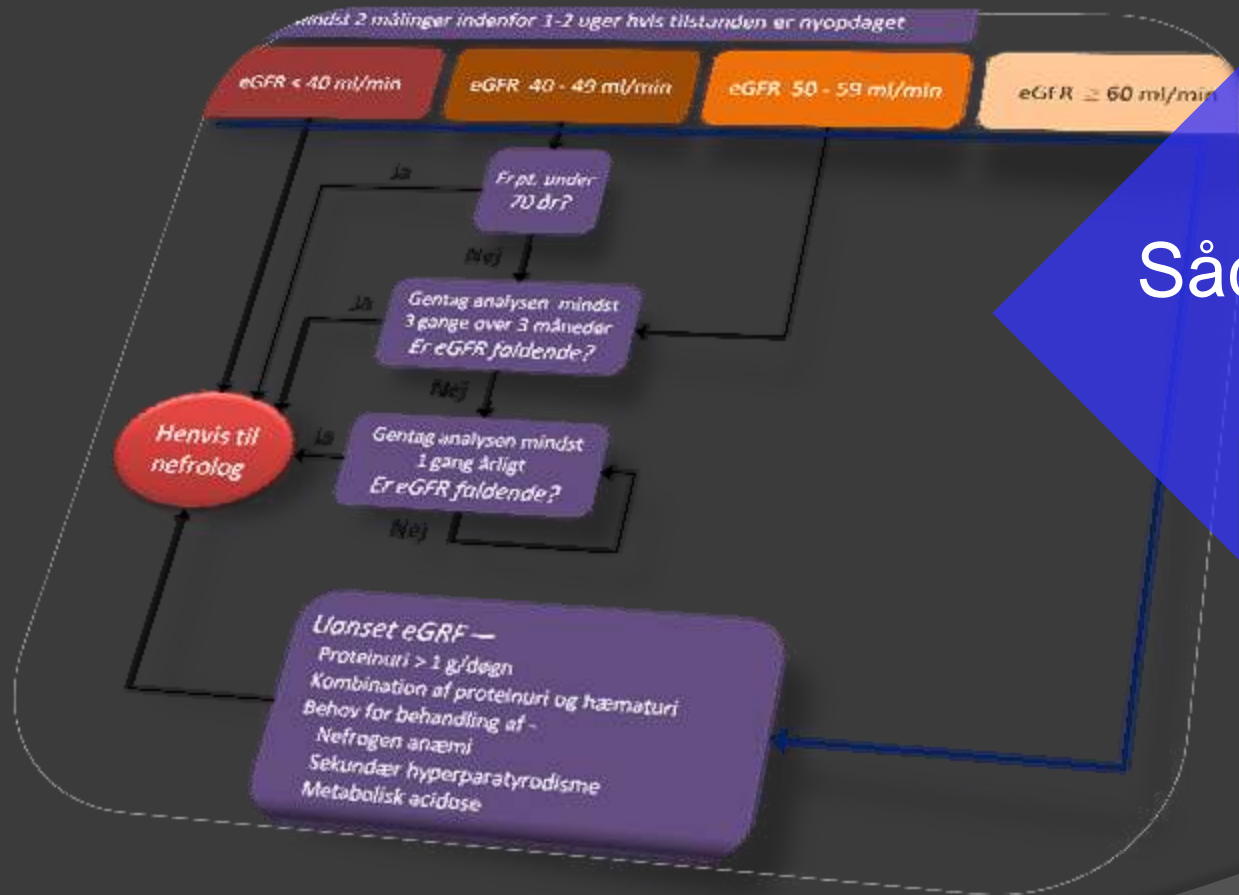 mindst 2 målinger indenfor 1-2 uger hvis tilstanden er nyopdaget
eGFR < 40 ml/min
eGFR 40 - 49 ml/min
eGFR 50 - 59 ml/min
eGFR ≥ 60 ml/min
Er pt. under
70 år?
Ja
Nej
Gentag analysen mindst
3 gange over 3 måneder
Er eGFR faldende?
Ja
Nej
Gentag analysen mindst
1 gang årligt
Er eGFR faldende?
Ja
Nej
Henvis til
nefrolog
Uanset eGRF —
Proteinuri > 1 g/døgn
Kombination af proteinuri og hæmaturi
Behov for behandling af -
Nefrogen anæmi
Sekundær hyperparatyrodisme
Metabolisk acidose